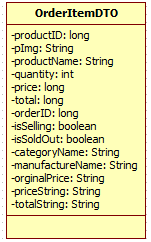 OrderItemDTO
-productID: long
-pImg: String
-productName: String
-quantity: int
-price: long
-total: long
-orderID: long
-isSelling: boolean
-isSoldOut: boolean
-categoryName: String
-manufactureName: String
-orginalPrice: String
-priceString: String
-totalString: String